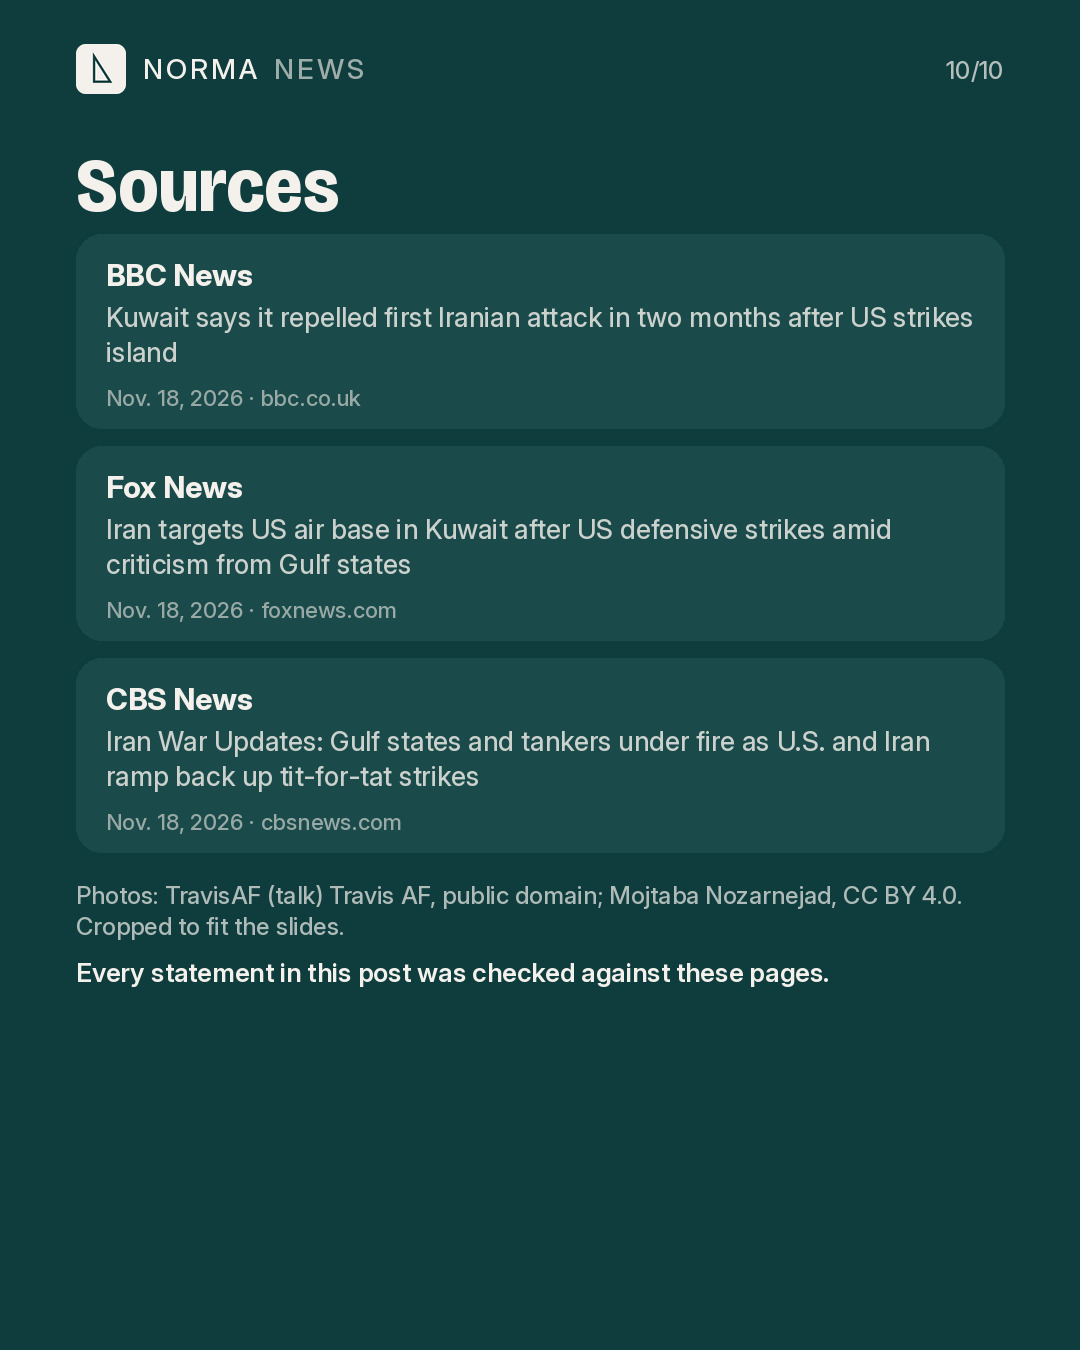 NORMA NEWS
10/10
Sources
BBC News
Kuwait says it repelled first Iranian attack in two months after US strikes
island
Nov. 18, 2026 · bbc.co.uk
Fox News
Iran targets US air base in Kuwait after US defensive strikes amid
criticism from Gulf states
Nov. 18, 2026 · foxnews.com
CBS News
Iran War Updates: Gulf states and tankers under fire as U.S. and Iran
ramp back up tit-for-tat strikes
Nov. 18, 2026 · cbsnews.com
Photos: TravisAF (talk) Travis AF, public domain; Mojtaba Nozarnejad, CC BY 4.0.
Cropped to fit the slides.
Every statement in this post was checked against these pages.